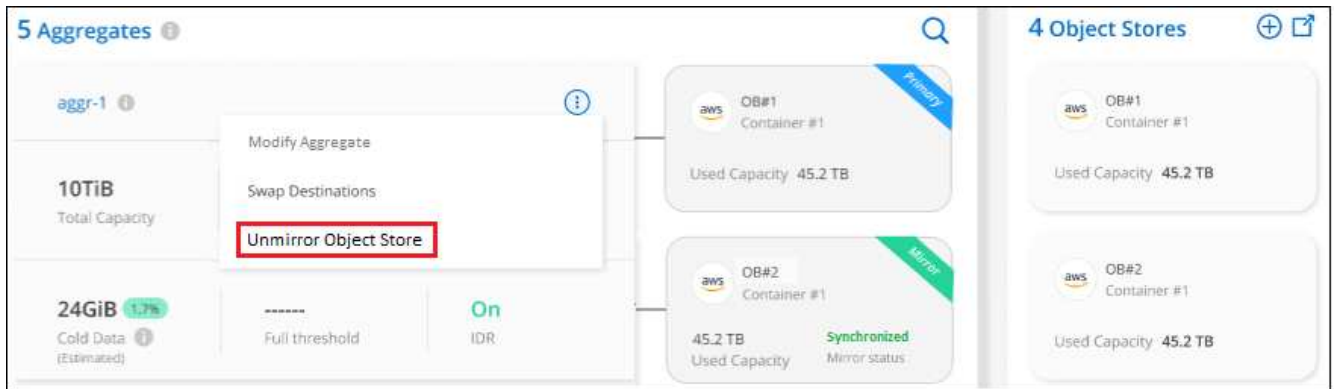 5 Aggregates
4 Object Stores
aggr-1
Modify Aggregate
Swap Destinations
Unmirror Object Store
10TiB
Total Capacity
24GiB 1.7%
Cold Data
(Estimated)
------
Full threshold
On
IDR
aws OB#1
Container #1
Primary
Used Capacity 45.2 TB
aws OB#2
Container #1
Mirror
45.2 TB
Used Capacity
Synchronized
Mirror status
aws OB#1
Container #1
Used Capacity 45.2 TB
aws OB#2
Container #1
Used Capacity 45.2 TB